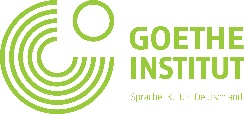 GOETHE
INSTITUT
Sprache. Kultur. Deutschland.